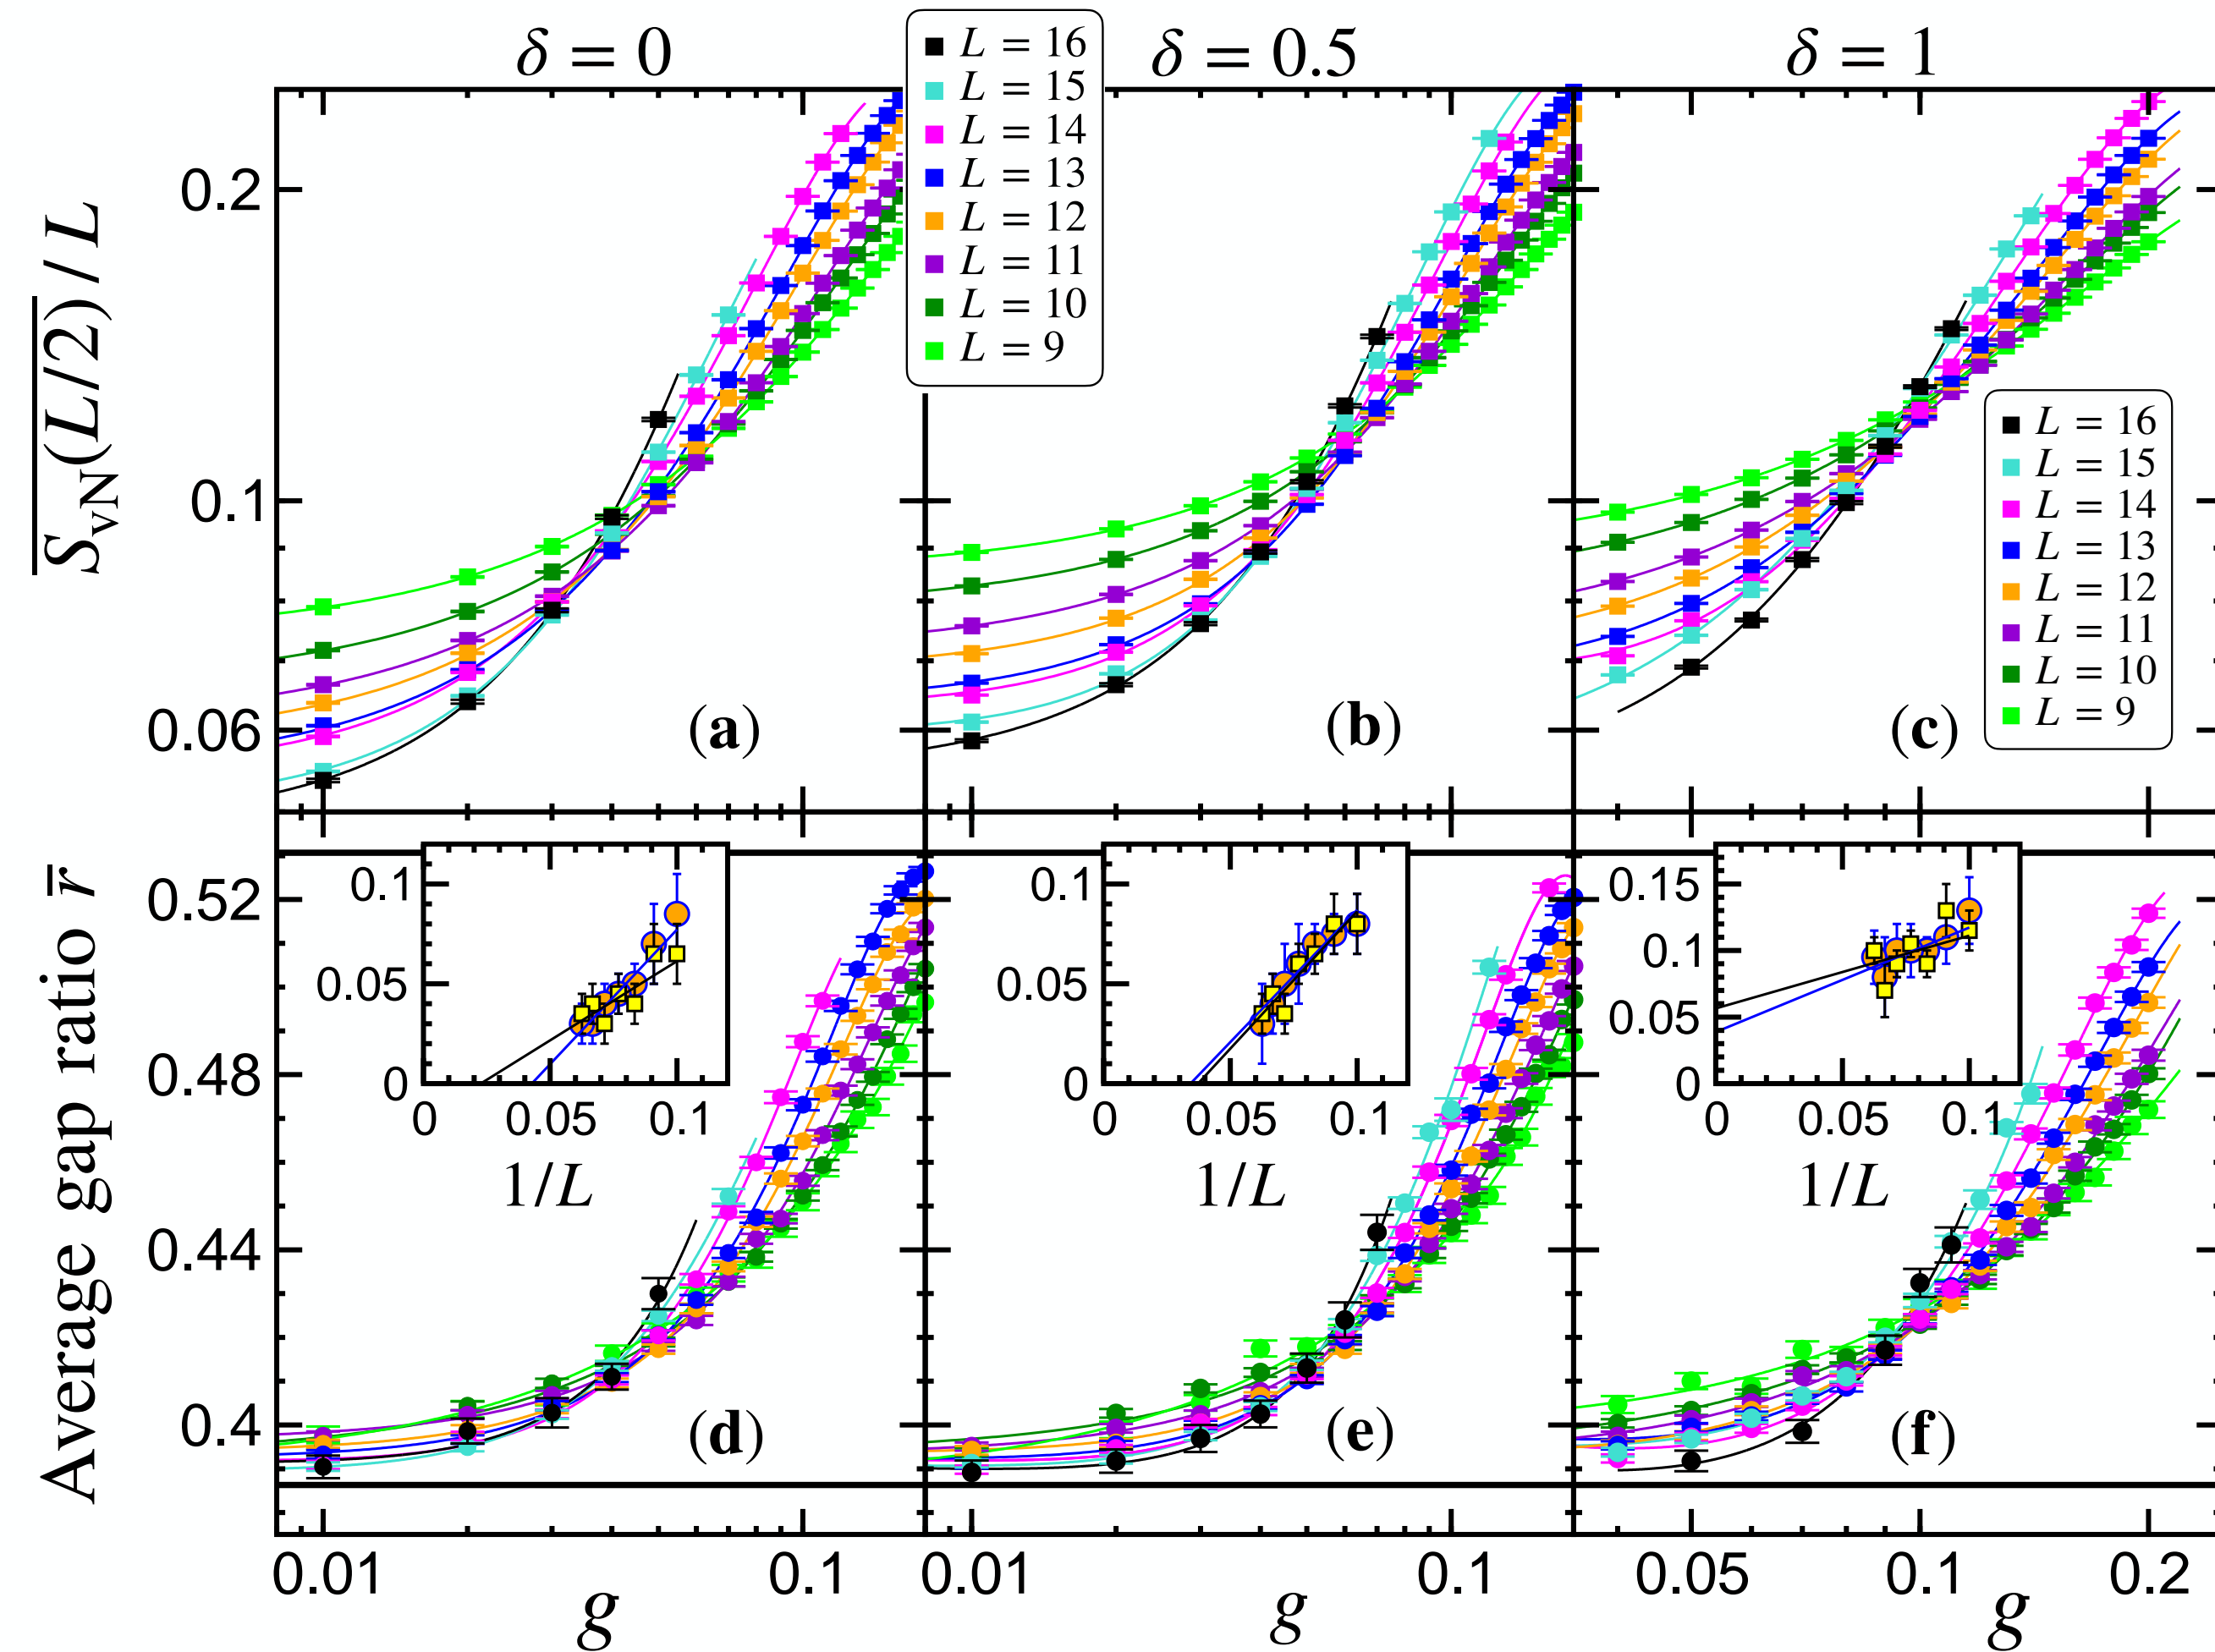 δ = 0
δ = 0.5
δ = 1
L = 16
L = 15
L = 14
L = 13
L = 12
L = 11
L = 10
L = 9
S̅vN(L/2)/L
0.2
0.1
0.06
(a)
(b)
(c)
L = 16
L = 15
L = 14
L = 13
L = 12
L = 11
L = 10
L = 9
Average gap ratio r̅
0.52
0.48
0.44
0.4
0.1
0.05
0
0
0.05
0.1
1/L
(d)
0.1
0.05
0
0
0.05
0.1
1/L
(e)
0.15
0.1
0.05
0
0
0.05
0.1
1/L
(f)
0.01
0.1
0.01
0.1
0.05
0.1
0.2
g
g
g